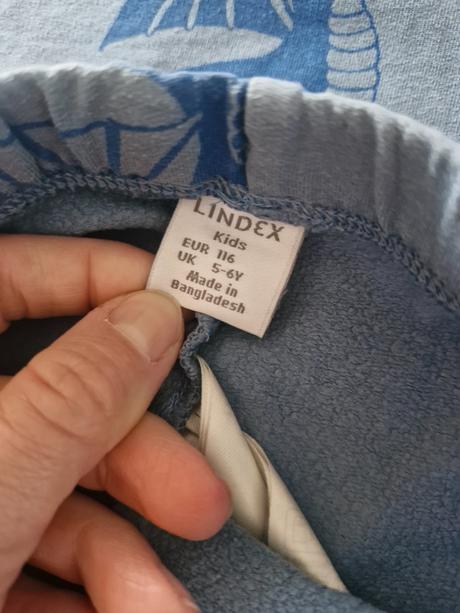 LINDEX
Kids
EUR 116
UK 5-6Y
Made in
Bangladesh